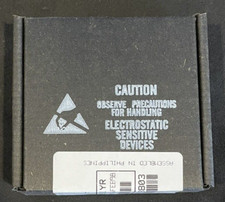 CAUTION
OBSERVE PRECAUTIONS
FOR HANDLING
ELECTROSTATIC
SENSITIVE
DEVICES
ASSEMBLED IN PHILIPPINES
YR
803